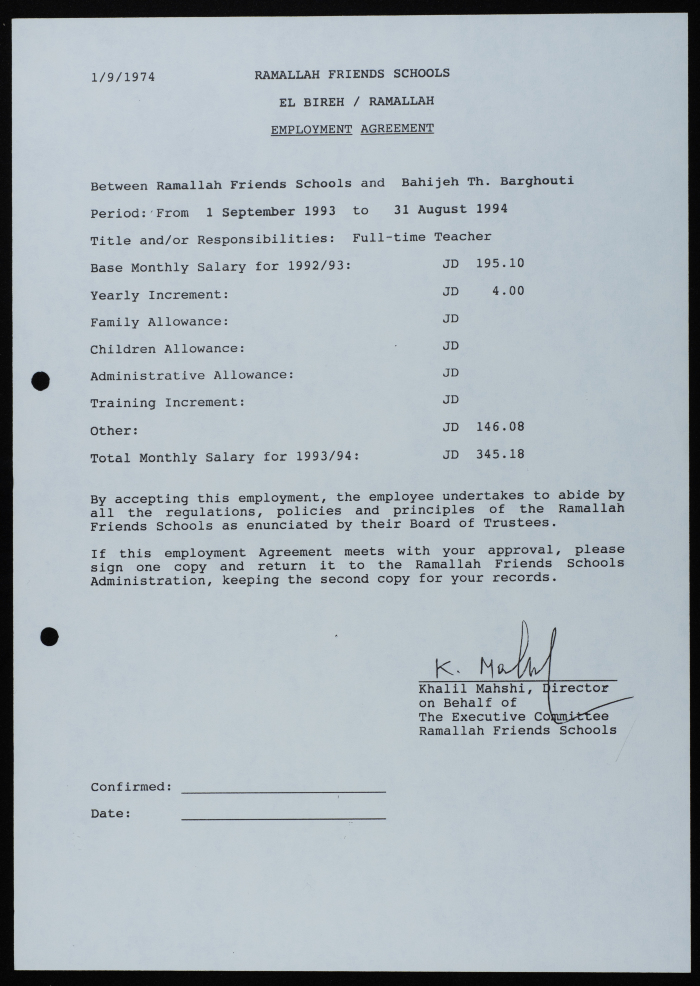 1/9/1974
RAMALLAH FRIENDS SCHOOLS
EL BIREH / RAMALLAH
EMPLOYMENT AGREEMENT
Between Ramallah Friends Schools and Bahijeh Th. Barghouti
Period: From 1 September 1993 to 31 August 1994
Title and/or Responsibilities: Full-time Teacher
Base Monthly Salary for 1992/93: JD 195.10
Yearly Increment: JD 4.00
Family Allowance: JD
Children Allowance: JD
Administrative Allowance: JD
Training Increment: JD
Other: JD 146.08
Total Monthly Salary for 1993/94: JD 345.18
By accepting this employment, the employee undertakes to abide by
all the regulations, policies and principles of the Ramallah
Friends Schools as enunciated by their Board of Trustees.
If this employment Agreement meets with your approval, please
sign one copy and return it to the Ramallah Friends Schools
Administration, keeping the second copy for your records.
K. Mahshi
Khalil Mahshi, Director
on Behalf of
The Executive Committee
Ramallah Friends Schools
Confirmed:
Date: